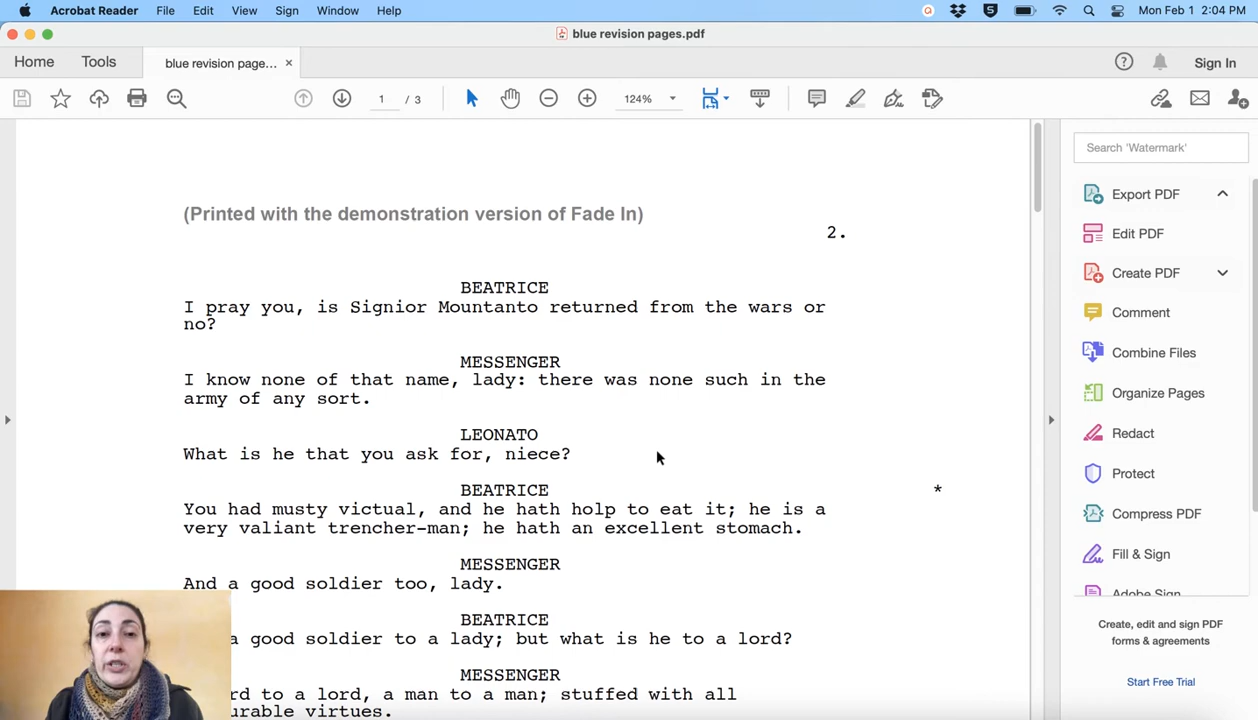 Acrobat Reader File Edit View Sign Window Help Mon Feb 1 2:04 PM
blue revision pages.pdf
Home Tools blue revision page... × Sign In
1 / 3 124%
Search 'Watermark'
Export PDF
Edit PDF
Create PDF
Comment
Combine Files
Organize Pages
Redact
Protect
Compress PDF
Fill & Sign
Adobe Sign
Create, edit and sign PDF
forms & agreements
Start Free Trial
(Printed with the demonstration version of Fade In)
2.
BEATRICE
I pray you, is Signior Mountanto returned from the wars or
no?
MESSENGER
I know none of that name, lady: there was none such in the
army of any sort.
LEONATO
What is he that you ask for, niece?
BEATRICE *
You had musty victual, and he hath holp to eat it; he is a
very valiant trencher-man; he hath an excellent stomach.
MESSENGER
And a good soldier too, lady.
BEATRICE
a good soldier to a lady; but what is he to a lord?
MESSENGER
to a lord, a man to a man; stuffed with all
virtues.